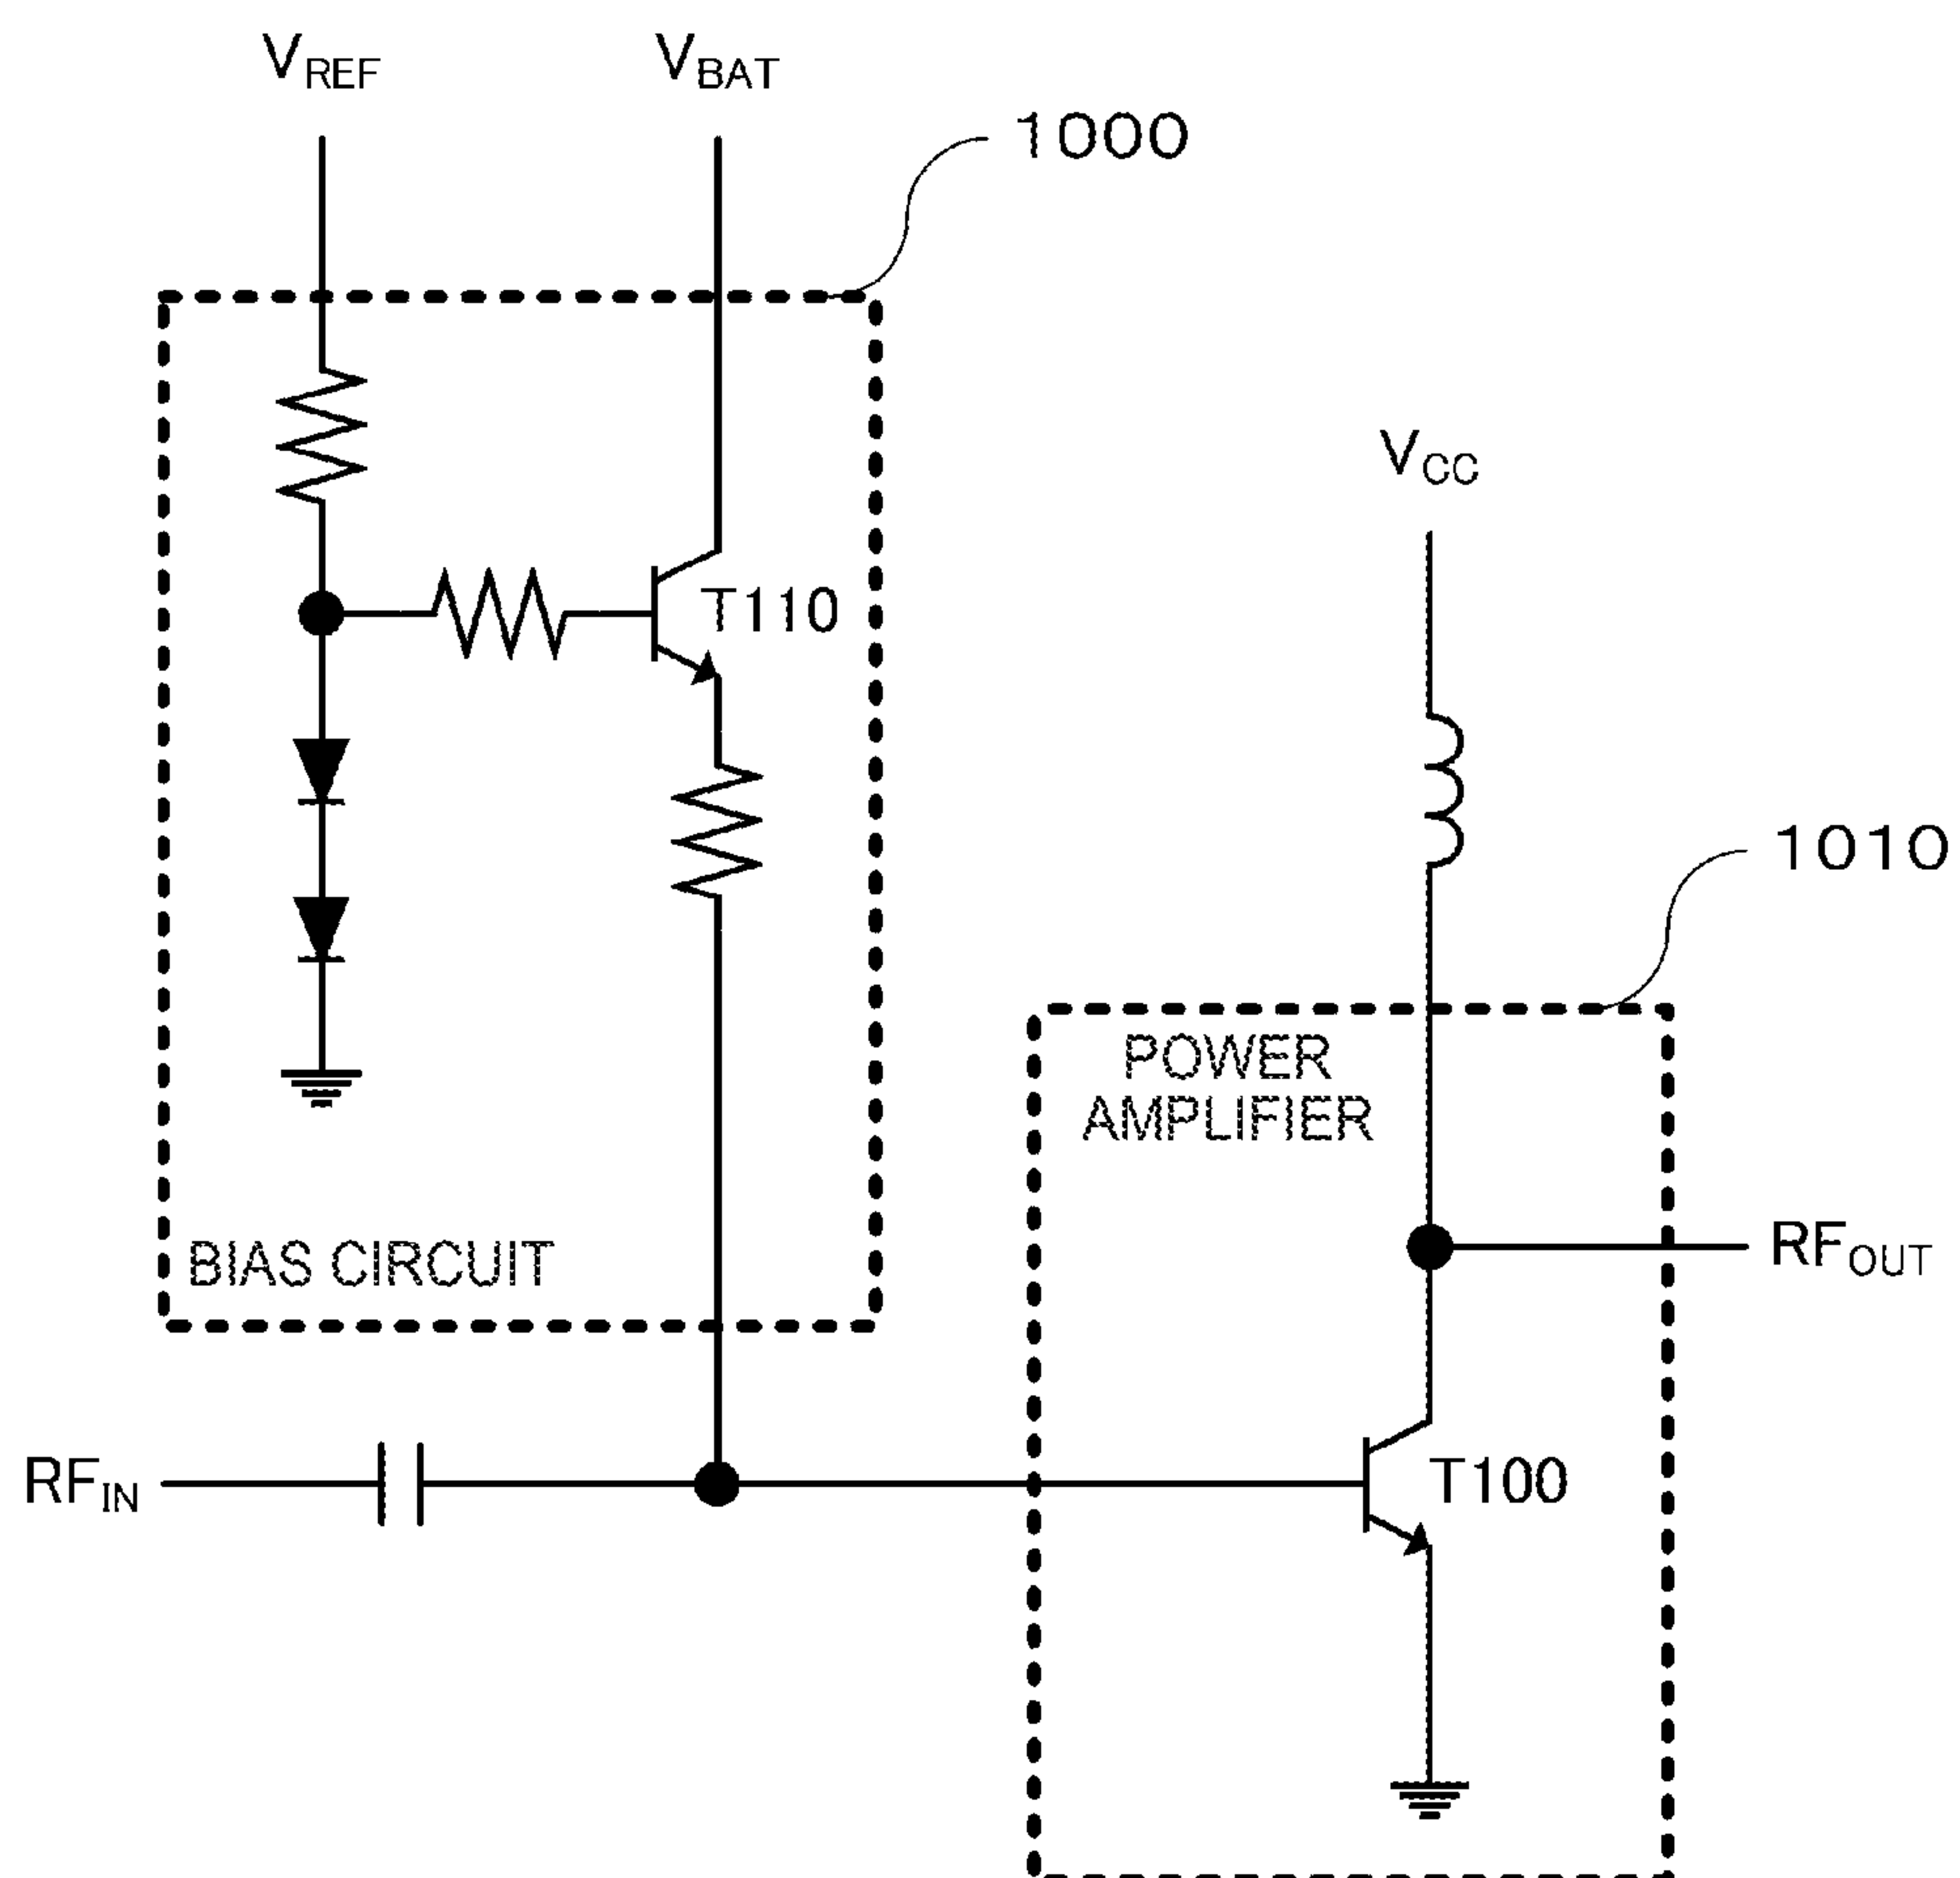 VREF
VBAT
1000
T110
VCC
1010
POWER
AMPLIFIER
BIAS CIRCUIT
RFOUT
RFIN
T100